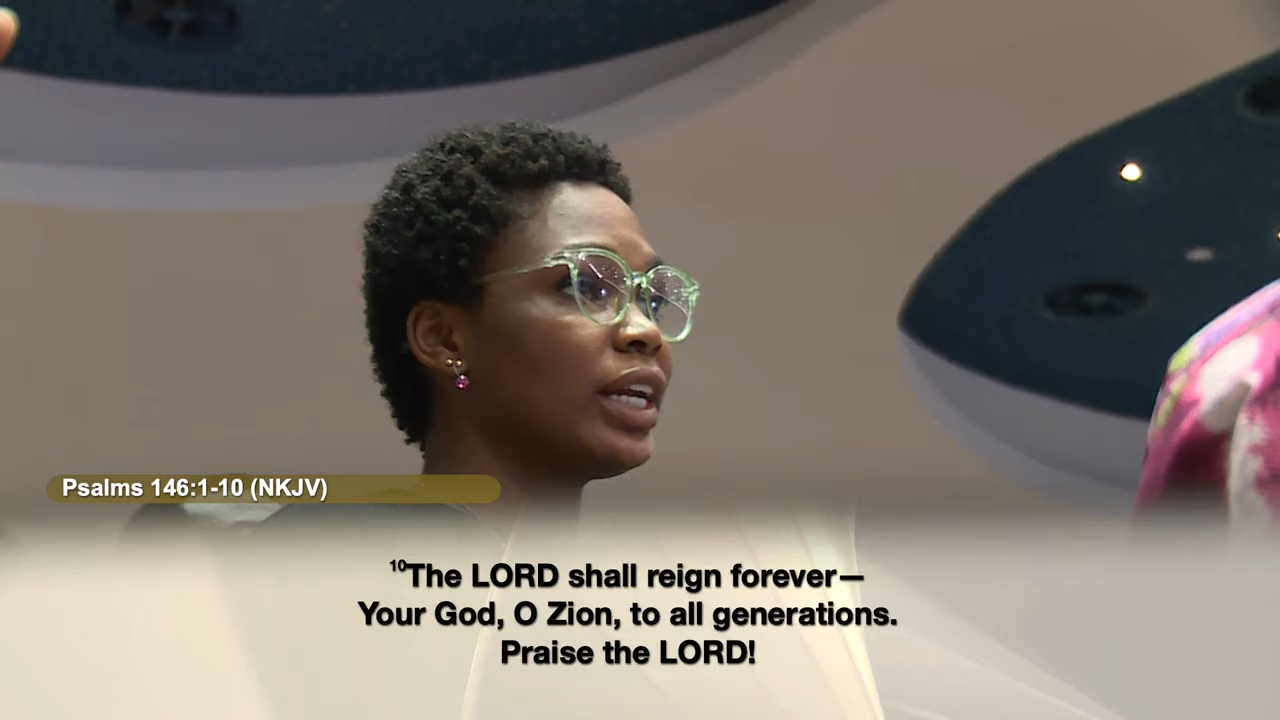 Psalms 146:1-10 (NKJV)
¹⁰The LORD shall reign forever—
Your God, O Zion, to all generations.
Praise the LORD!